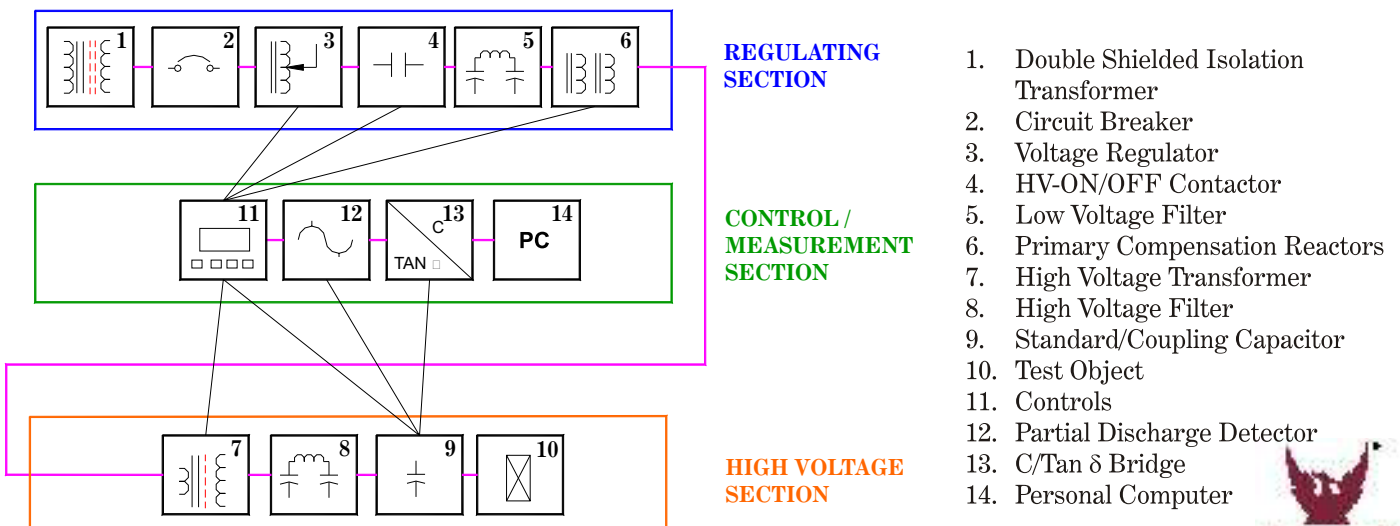 1 2 3 4 5 6
REGULATING
SECTION
11 12 13 14
C
TAN
PC
CONTROL /
MEASUREMENT
SECTION
7 8 9 10
HIGH VOLTAGE
SECTION
1. Double Shielded Isolation
Transformer
2. Circuit Breaker
3. Voltage Regulator
4. HV-ON/OFF Contactor
5. Low Voltage Filter
6. Primary Compensation Reactors
7. High Voltage Transformer
8. High Voltage Filter
9. Standard/Coupling Capacitor
10. Test Object
11. Controls
12. Partial Discharge Detector
13. C/Tan δ Bridge
14. Personal Computer